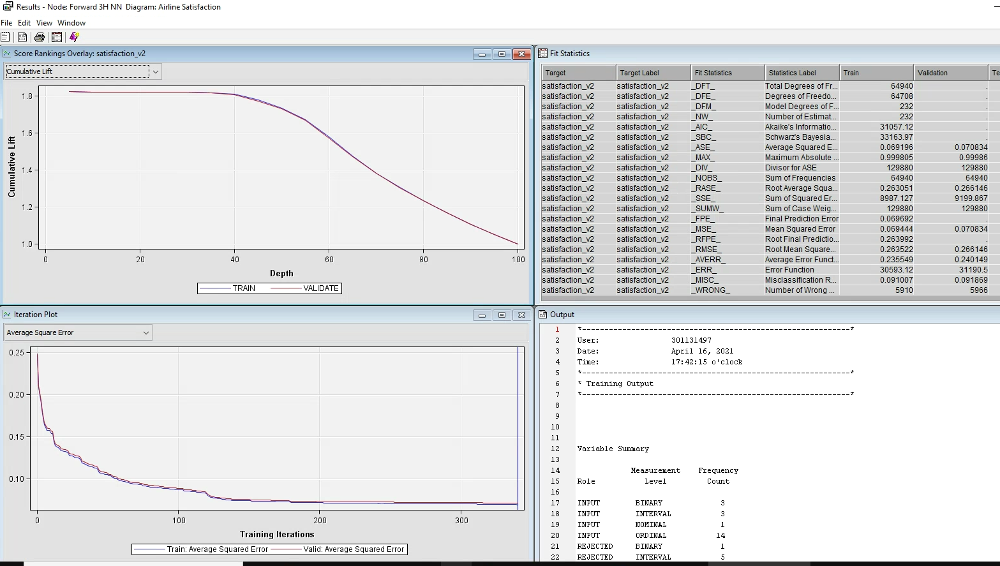 Results - Node: Forward 3H NN Diagram: Airline Satisfaction
File Edit View Window
Score Rankings Overlay: satisfaction_v2
Cumulative Lift
1.8
1.6
1.4
1.2
1.0
Cumulative Lift
0 20 40 60 80 100
Depth
TRAIN VALIDATE
Fit Statistics
Target Target Label Fit Statistics Statistics Label Train Validation Te
satisfaction_v2 satisfaction_v2 _DFT_ Total Degrees of Fr... 64940 .
satisfaction_v2 satisfaction_v2 _DFE_ Degrees of Freedo... 64708 .
satisfaction_v2 satisfaction_v2 _DFM_ Model Degrees of F... 232 .
satisfaction_v2 satisfaction_v2 _NW_ Number of Estimat... 232 .
satisfaction_v2 satisfaction_v2 _AIC_ Akaike's Informatio... 31057.12 .
satisfaction_v2 satisfaction_v2 _SBC_ Schwarz's Bayesia... 33163.97 .
satisfaction_v2 satisfaction_v2 _ASE_ Average Squared E... 0.069196 0.070834
satisfaction_v2 satisfaction_v2 _MAX_ Maximum Absolute ... 0.999805 0.99986
satisfaction_v2 satisfaction_v2 _DIV_ Divisor for ASE 129880 129880
satisfaction_v2 satisfaction_v2 _NOBS_ Sum of Frequencies 64940 64940
satisfaction_v2 satisfaction_v2 _RASE_ Root Average Squa... 0.263051 0.266146
satisfaction_v2 satisfaction_v2 _SSE_ Sum of Squared Er... 8987.127 9199.867
satisfaction_v2 satisfaction_v2 _SUMW_ Sum of Case Weig... 129880 129880
satisfaction_v2 satisfaction_v2 _FPE_ Final Prediction Error 0.069692 .
satisfaction_v2 satisfaction_v2 _MSE_ Mean Squared Error 0.069444 0.070834
satisfaction_v2 satisfaction_v2 _RFPE_ Root Final Predictio... 0.263992 .
satisfaction_v2 satisfaction_v2 _RMSE_ Root Mean Square... 0.263522 0.266146
satisfaction_v2 satisfaction_v2 _AVERR_ Average Error Funct... 0.235549 0.240149
satisfaction_v2 satisfaction_v2 _ERR_ Error Function 30593.12 31190.5
satisfaction_v2 satisfaction_v2 _MISC_ Misclassification R... 0.091007 0.091869
satisfaction_v2 satisfaction_v2 _WRONG_ Number of Wrong ... 5910 5966
Iteration Plot
Average Square Error
0.25
0.20
0.15
0.10
0 100 200 300
Training Iterations
Train: Average Squared Error Valid: Average Squared Error
Output
1 *------------------------------------------------------------*
2 User: 301131497
3 Date: April 16, 2021
4 Time: 17:42:15 o'clock
5 *------------------------------------------------------------*
6 * Training Output
7 *------------------------------------------------------------*
8
9
10
11
12 Variable Summary
13
14 Measurement Frequency
15 Role Level Count
16
17 INPUT BINARY 3
18 INPUT INTERVAL 3
19 INPUT NOMINAL 1
20 INPUT ORDINAL 14
21 REJECTED BINARY 1
22 REJECTED INTERVAL 5